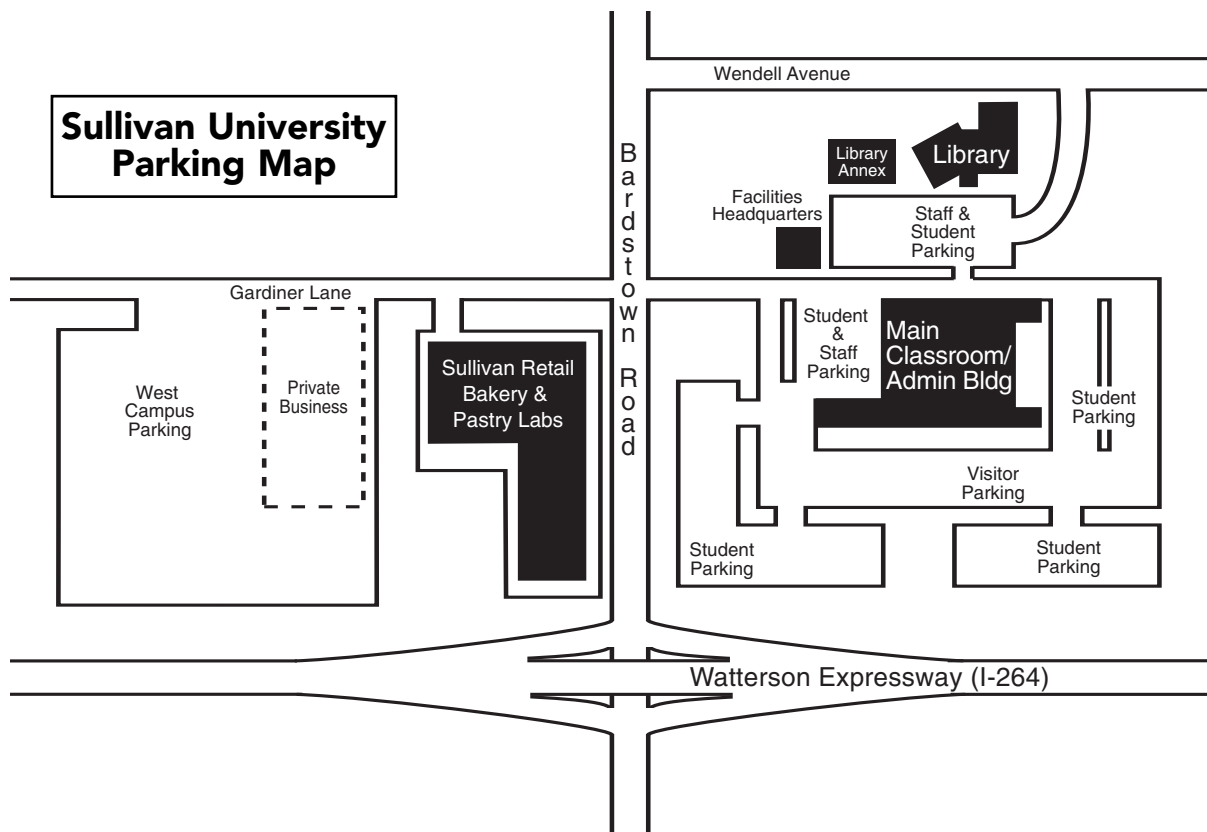 Sullivan University
Parking Map
Wendell Avenue
Bardstown Road
Library
Annex
Library
Facilities
Headquarters
Staff &
Student
Parking
Gardiner Lane
West
Campus
Parking
Private
Business
Sullivan Retail
Bakery &
Pastry Labs
Student
&
Staff
Parking
Main
Classroom/
Admin Bldg
Student
Parking
Visitor
Parking
Student
Parking
Student
Parking
Watterson Expressway (I-264)